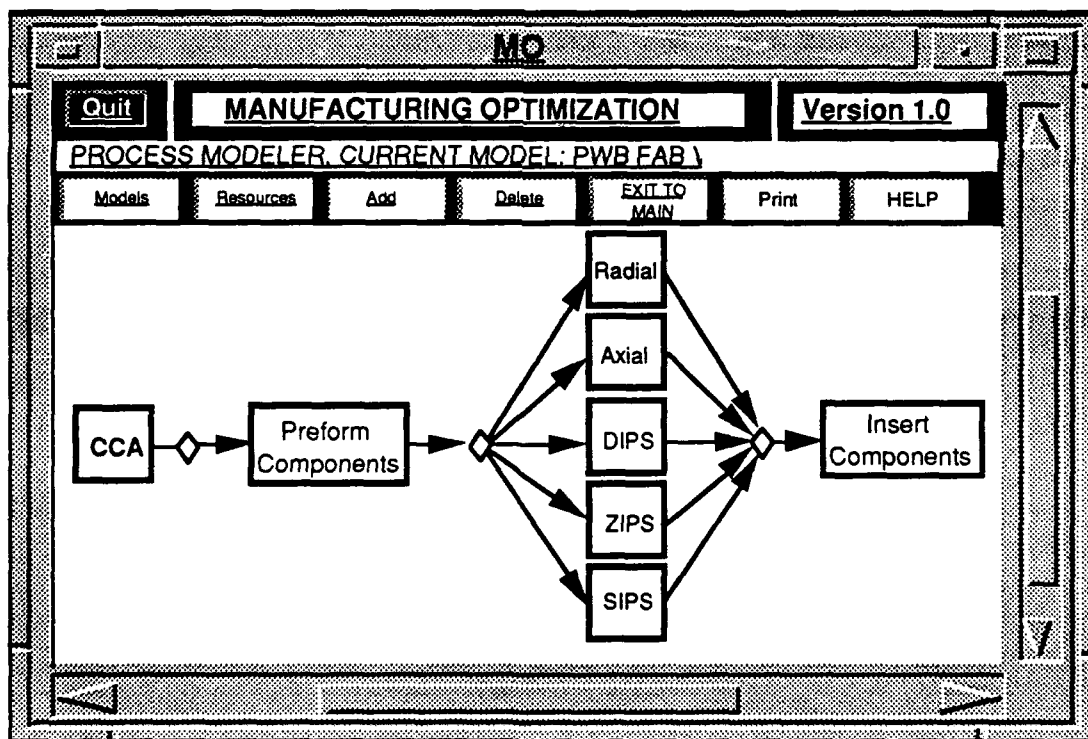 MO
Quit
MANUFACTURING OPTIMIZATION
Version 1.0
PROCESS MODELER, CURRENT MODEL: PWB FAB \
Models
Resources
Add
Delete
EXIT TO
MAIN
Print
HELP
Radial
Axial
CCA
Preform
Components
DIPS
Insert
Components
ZIPS
SIPS